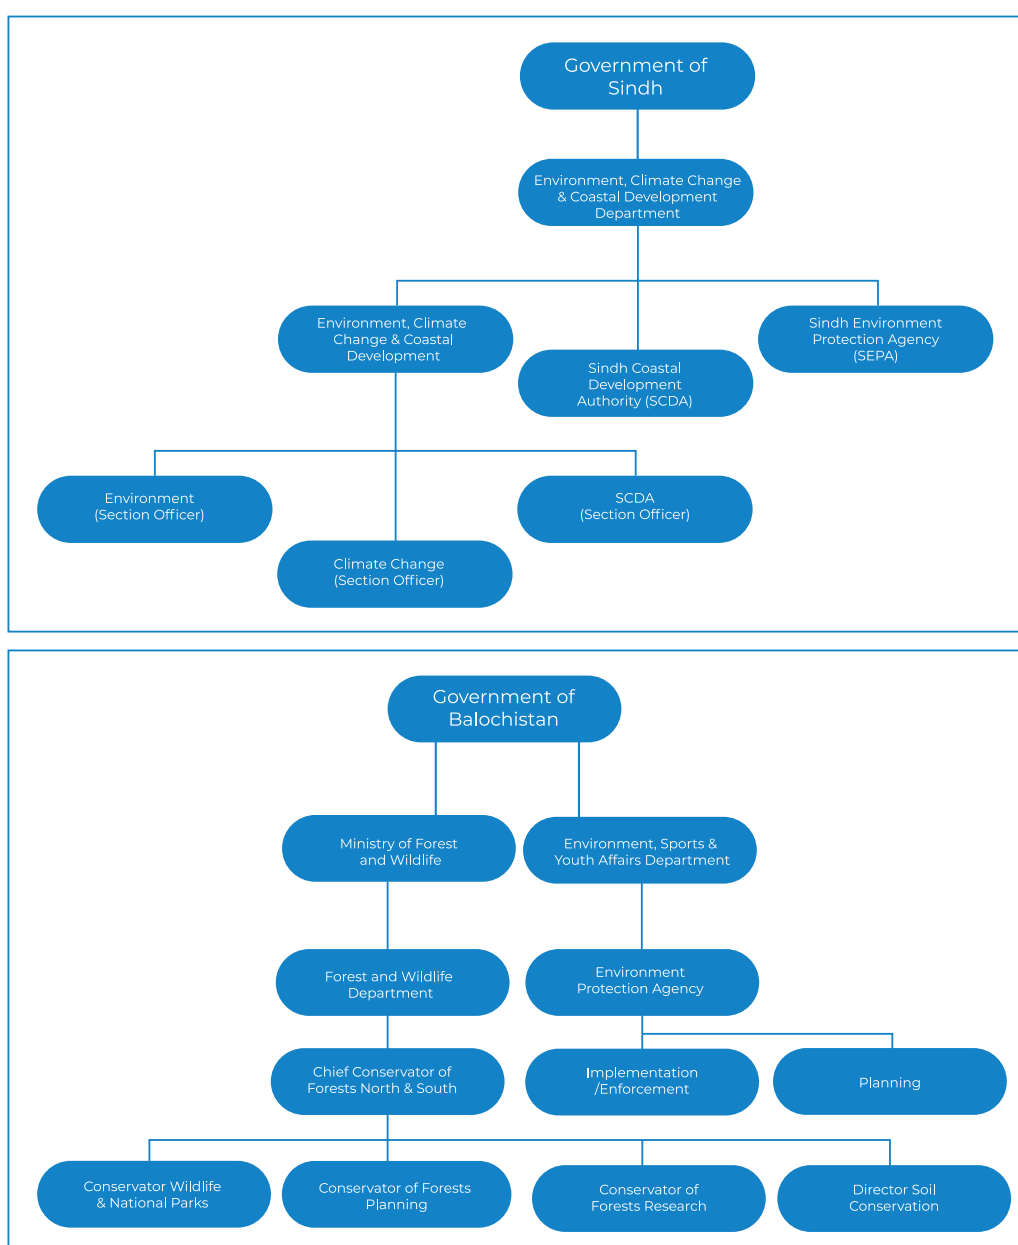 Government of
Sindh
Environment, Climate Change
& Coastal Development
Department
Environment, Climate
Change & Coastal
Development
Sindh Coastal
Development
Authority (SCDA)
Sindh Environment
Protection Agency
(SEPA)
Environment
(Section Officer)
Climate Change
(Section Officer)
SCDA
(Section Officer)
Government of
Balochistan
Ministry of Forest
and Wildlife
Environment, Sports &
Youth Affairs Department
Forest and Wildlife
Department
Environment
Protection Agency
Chief Conservator of
Forests North & South
Implementation
/Enforcement
Planning
Conservator Wildlife
& National Parks
Conservator of Forests
Planning
Conservator of
Forests Research
Director Soil
Conservation